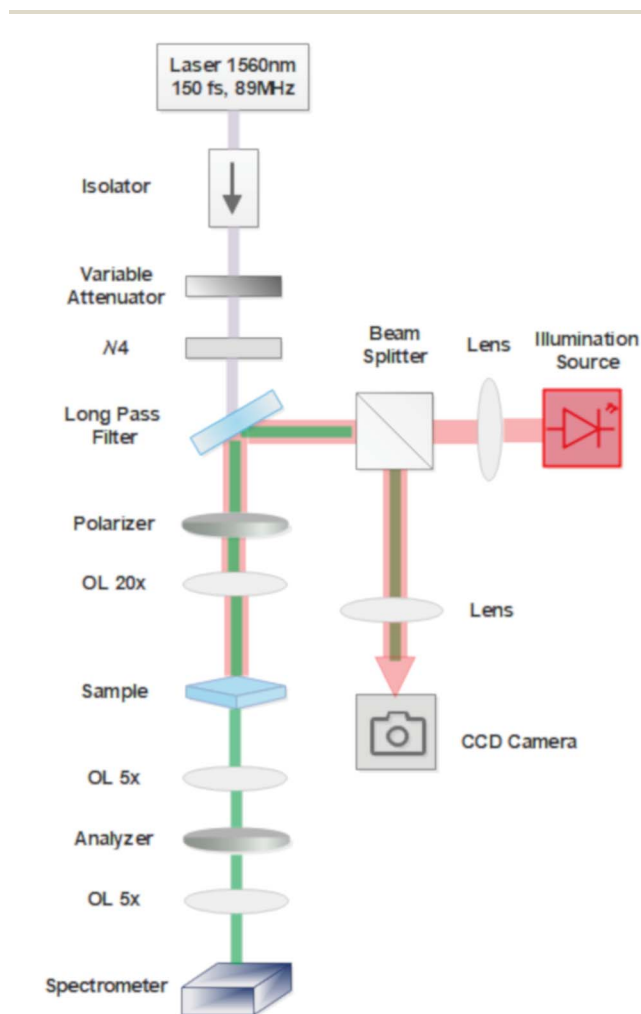 Laser 1560nm
150 fs, 89MHz
Isolator
Variable
Attenuator
λ/4
Beam
Splitter
Lens
Illumination
Source
Long Pass
Filter
Polarizer
OL 20x
Lens
Sample
CCD Camera
OL 5x
Analyzer
OL 5x
Spectrometer